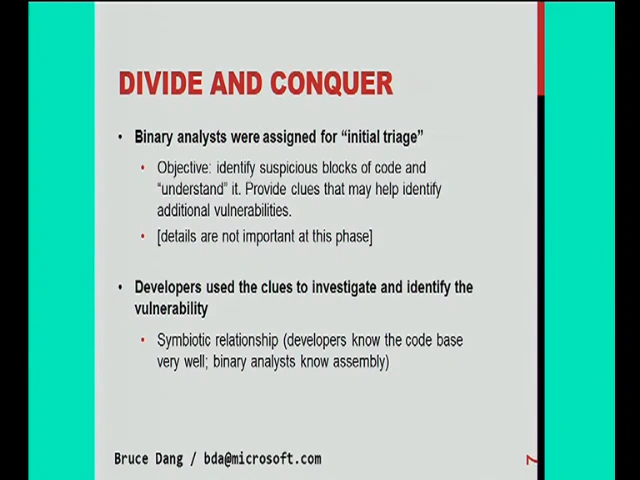 DIVIDE AND CONQUER
• Binary analysts were assigned for “initial triage”
• Objective: identify suspicious blocks of code and
“understand” it. Provide clues that may help identify
additional vulnerabilities.
• [details are not important at this phase]
• Developers used the clues to investigate and identify the
vulnerability
• Symbiotic relationship (developers know the code base
very well; binary analysts know assembly)
Bruce Dang / bda@microsoft.com
7